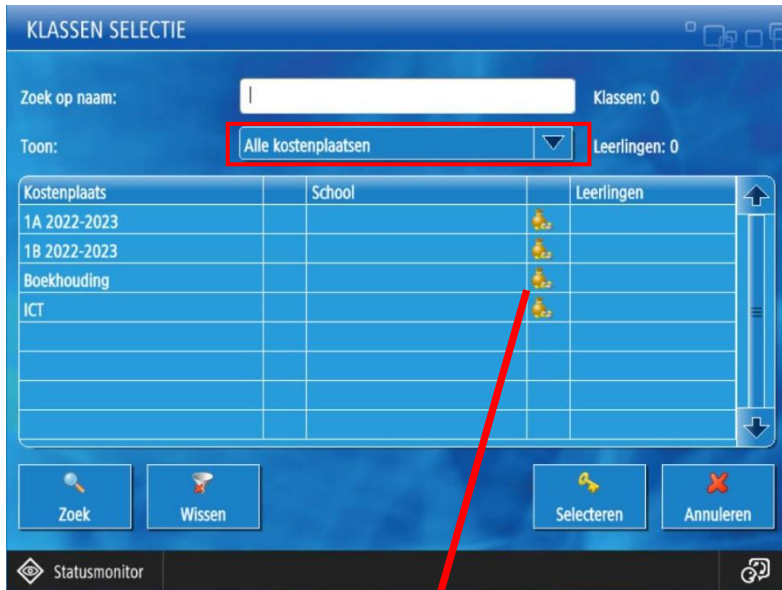 KLASSEN SELECTIE
Zoek op naam:
Klassen: 0
Toon:
Alle kostenplaatsen
Leerlingen: 0
Kostenplaats School Leerlingen
1A 2022-2023
1B 2022-2023
Boekhouding
ICT
Zoek Wissen Selecteren Annuleren
Statusmonitor